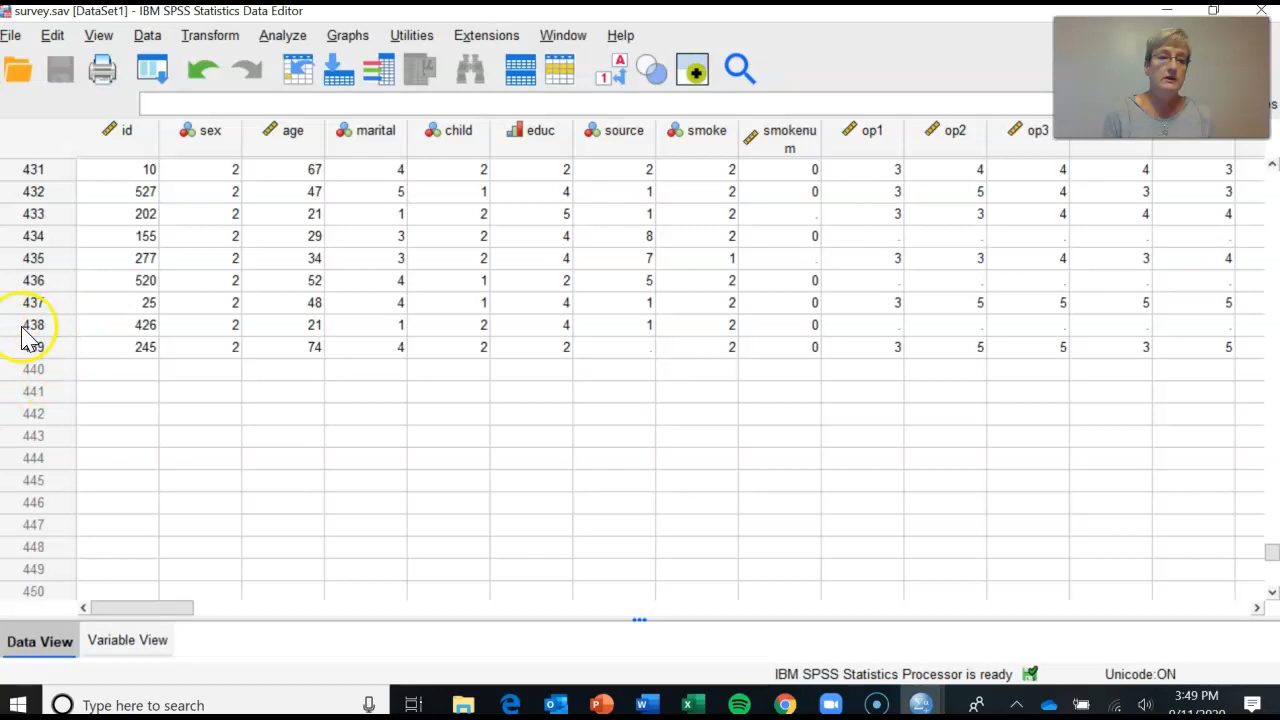 survey.sav [DataSet1] - IBM SPSS Statistics Data Editor
File Edit View Data Transform Analyze Graphs Utilities Extensions Window Help
id sex age marital child educ source smoke smokenu
m op1 op2 op3
431 10 2 67 4 2 2 2 2 0 3 4 4 4 3
432 527 2 47 5 1 4 1 2 0 3 5 4 3 3
433 202 2 21 1 2 5 1 2 . 3 3 4 4 4
434 155 2 29 3 2 4 8 2 0 . . . . .
435 277 2 34 3 2 4 7 1 . 3 3 4 3 4
436 520 2 52 4 1 2 5 2 0 . . . . .
437 25 2 48 4 1 4 1 2 0 3 5 5 5 5
438 426 2 21 1 2 4 1 2 0 . . . . .
439 245 2 74 4 2 2 . 2 0 3 5 5 3 5
440
441
442
443
444
445
446
447
448
449
450
Data View Variable View
IBM SPSS Statistics Processor is ready Unicode:ON
Type here to search
3:49 PM